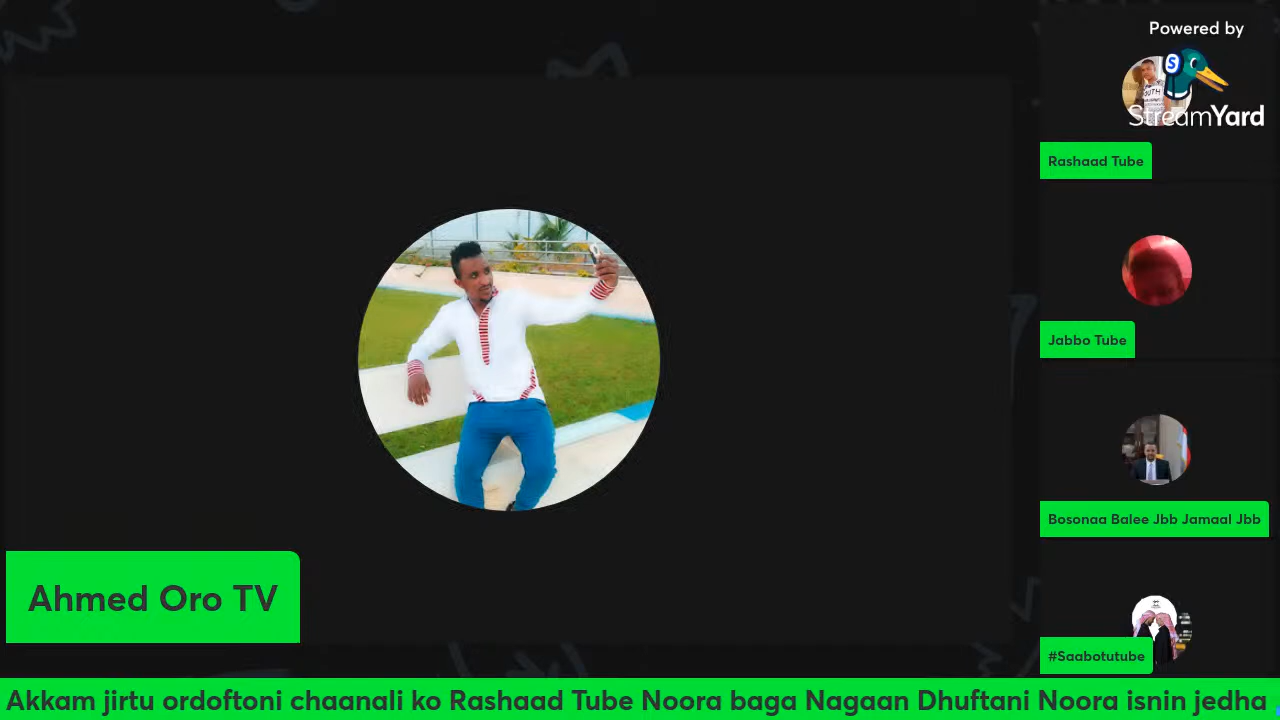 Powered by
StreamYard
Rashaad Tube
Jabbo Tube
Bosonaa Balee Jbb Jamaal Jbb
Ahmed Oro TV
#Saabotutube
Akkam jirtu ordoftoni chaanali ko Rashaad Tube Noora baga Nagaan Dhuftani Noora isnin jedha